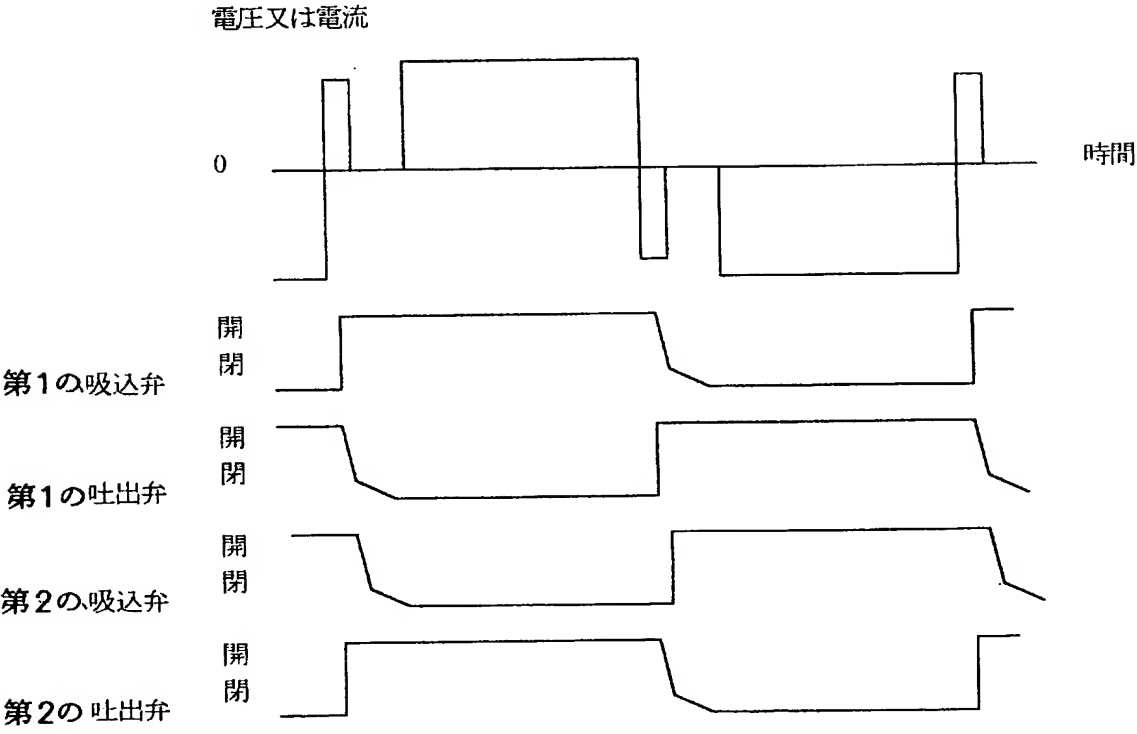 電圧又は電流
0
時間
開
閉
第1の吸込弁
開
閉
第1の吐出弁
開
閉
第2の吸込弁
開
閉
第2の吐出弁